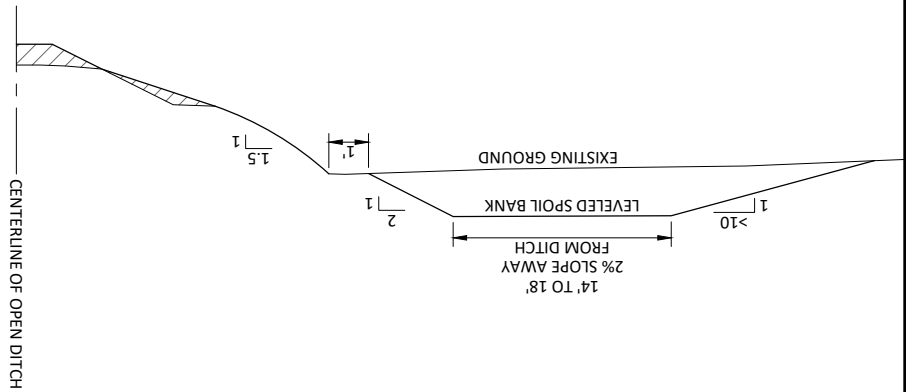 CENTERLINE OF OPEN DITCH
14' TO 18'
2% SLOPE AWAY
FROM DITCH
>10
1
LEVELED SPOIL BANK
2
1
EXISTING GROUND
1'
1.5
1